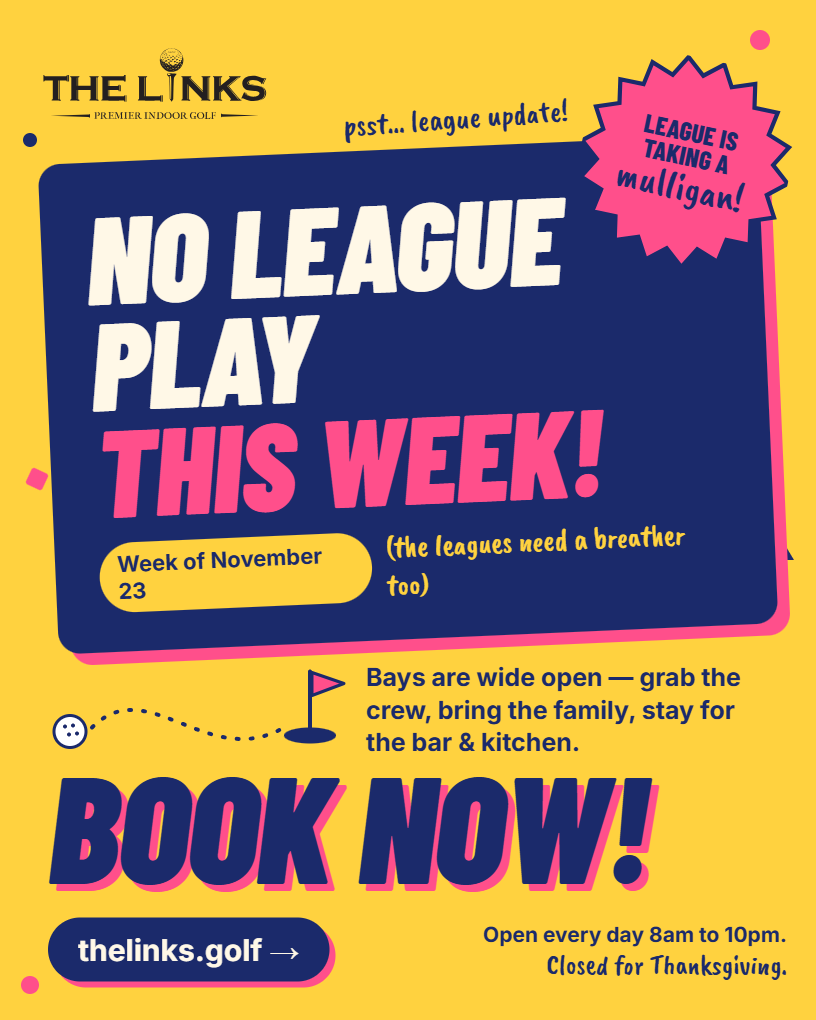 THE LINKS
PREMIER INDOOR GOLF
psst... league update!
LEAGUE IS
TAKING A
mulligan!
NO LEAGUE
PLAY
THIS WEEK!
Week of November
23
(the leagues need a breather
too)
Bays are wide open — grab the
crew, bring the family, stay for
the bar & kitchen.
BOOK NOW!
thelinks.golf →
Open every day 8am to 10pm.
Closed for Thanksgiving.